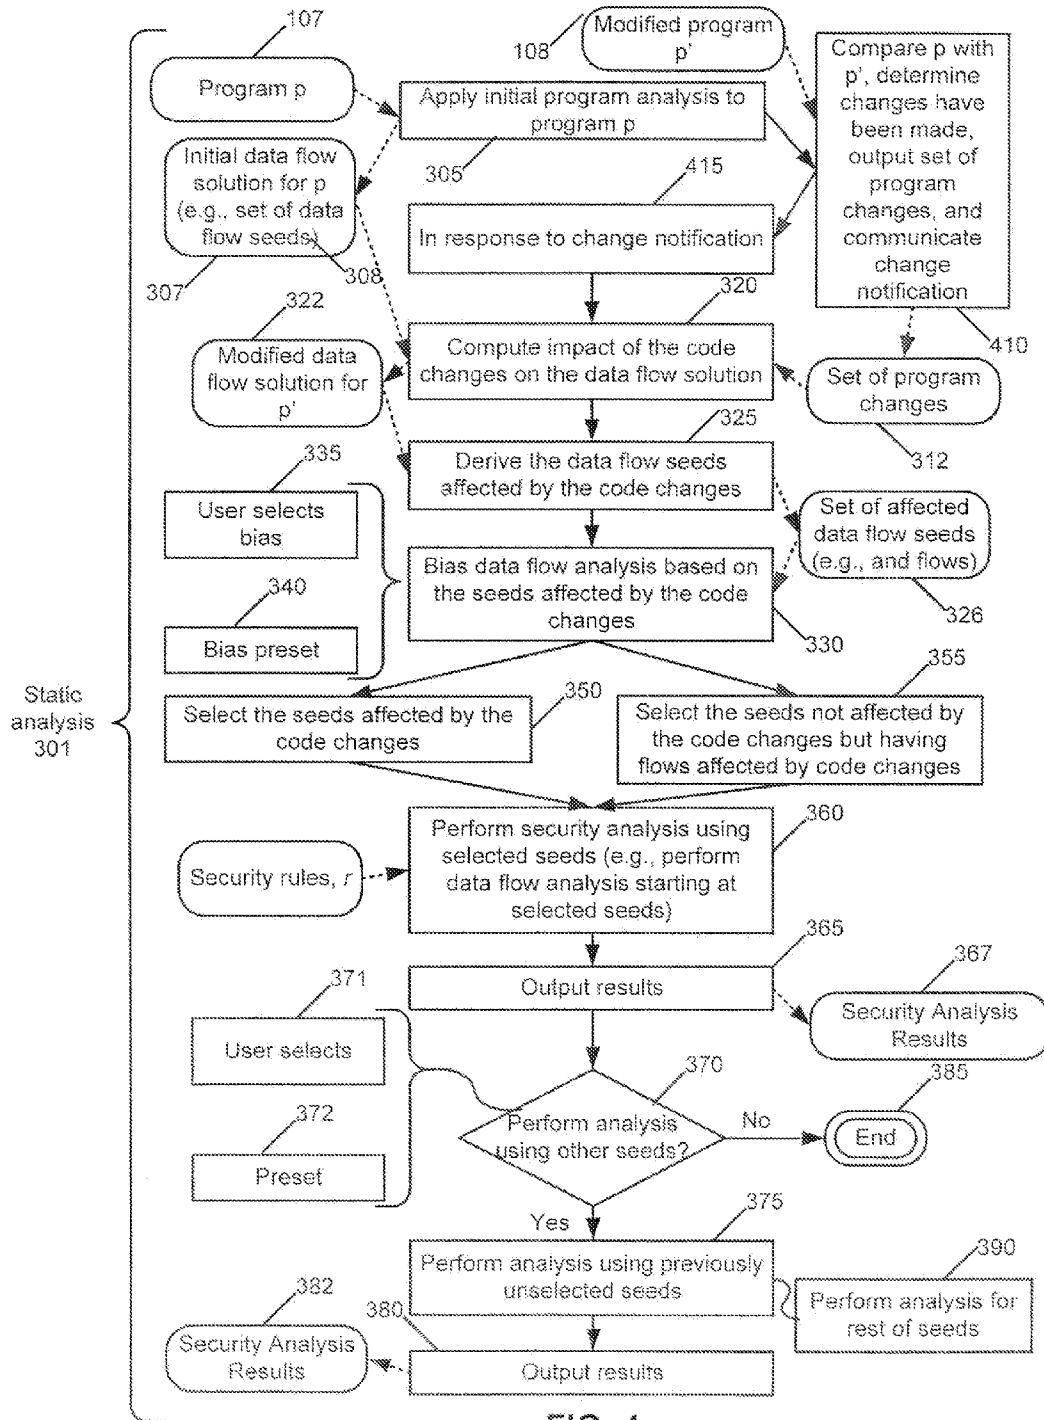 107
108
Modified program
p'
Program p
Compare p with
p', determine
changes have
been made,
output set of
program
changes, and
communicate
change
notification
Apply initial program analysis to
program p
Initial data flow
solution for p
(e.g., set of data
flow seeds)
305
415
In response to change notification
307
308
322
320
410
Modified data
flow solution for
p'
Compute impact of the code
changes on the data flow solution
Set of program
changes
325
312
335
Derive the data flow seeds
affected by the code changes
User selects
bias
Set of affected
data flow seeds
(e.g., and flows)
340
Bias data flow analysis based on
the seeds affected by the code
changes
326
Bias preset
330
355
Static
analysis
301
350
Select the seeds affected by the
code changes
Select the seeds not affected by
the code changes but having
flows affected by code changes
360
Perform security analysis using
selected seeds (e.g., perform
data flow analysis starting at
selected seeds)
Security rules, r
365
367
371
Output results
Security Analysis
Results
User selects
370
385
372
Perform analysis
using other seeds?
No
End
Preset
Yes
375
390
Perform analysis using previously
unselected seeds
382
380
Perform analysis for
rest of seeds
Security Analysis
Results
Output results